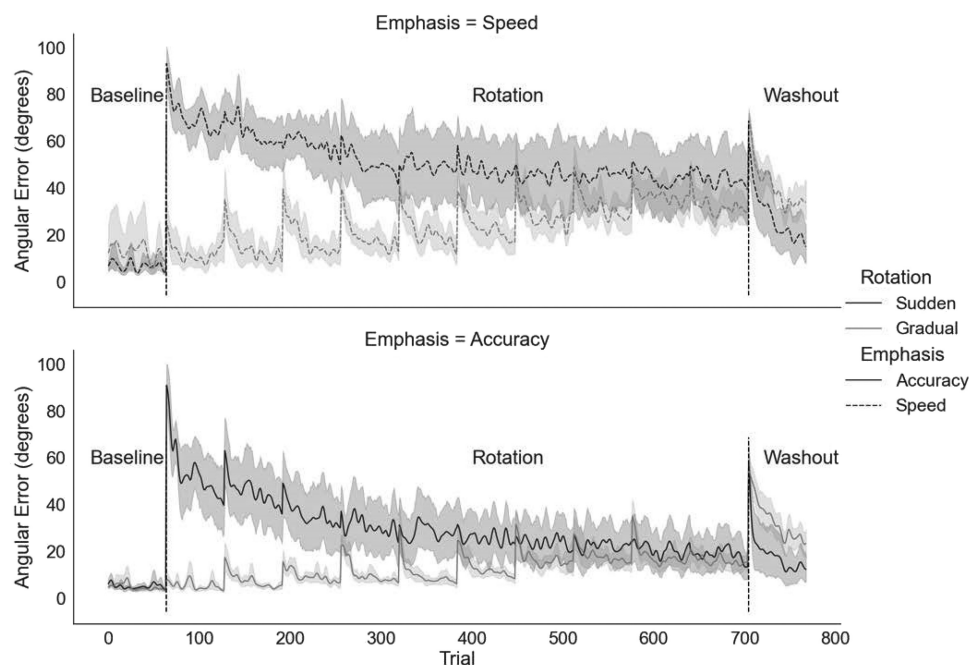 Emphasis = Speed
Angular Error (degrees)
100
80
60
40
20
0
Baseline
Rotation
Washout
Emphasis = Accuracy
Angular Error (degrees)
100
80
60
40
20
0
Baseline
Rotation
Washout
0 100 200 300 400 500 600 700 800
Trial
Rotation
Sudden
Gradual
Emphasis
Accuracy
Speed